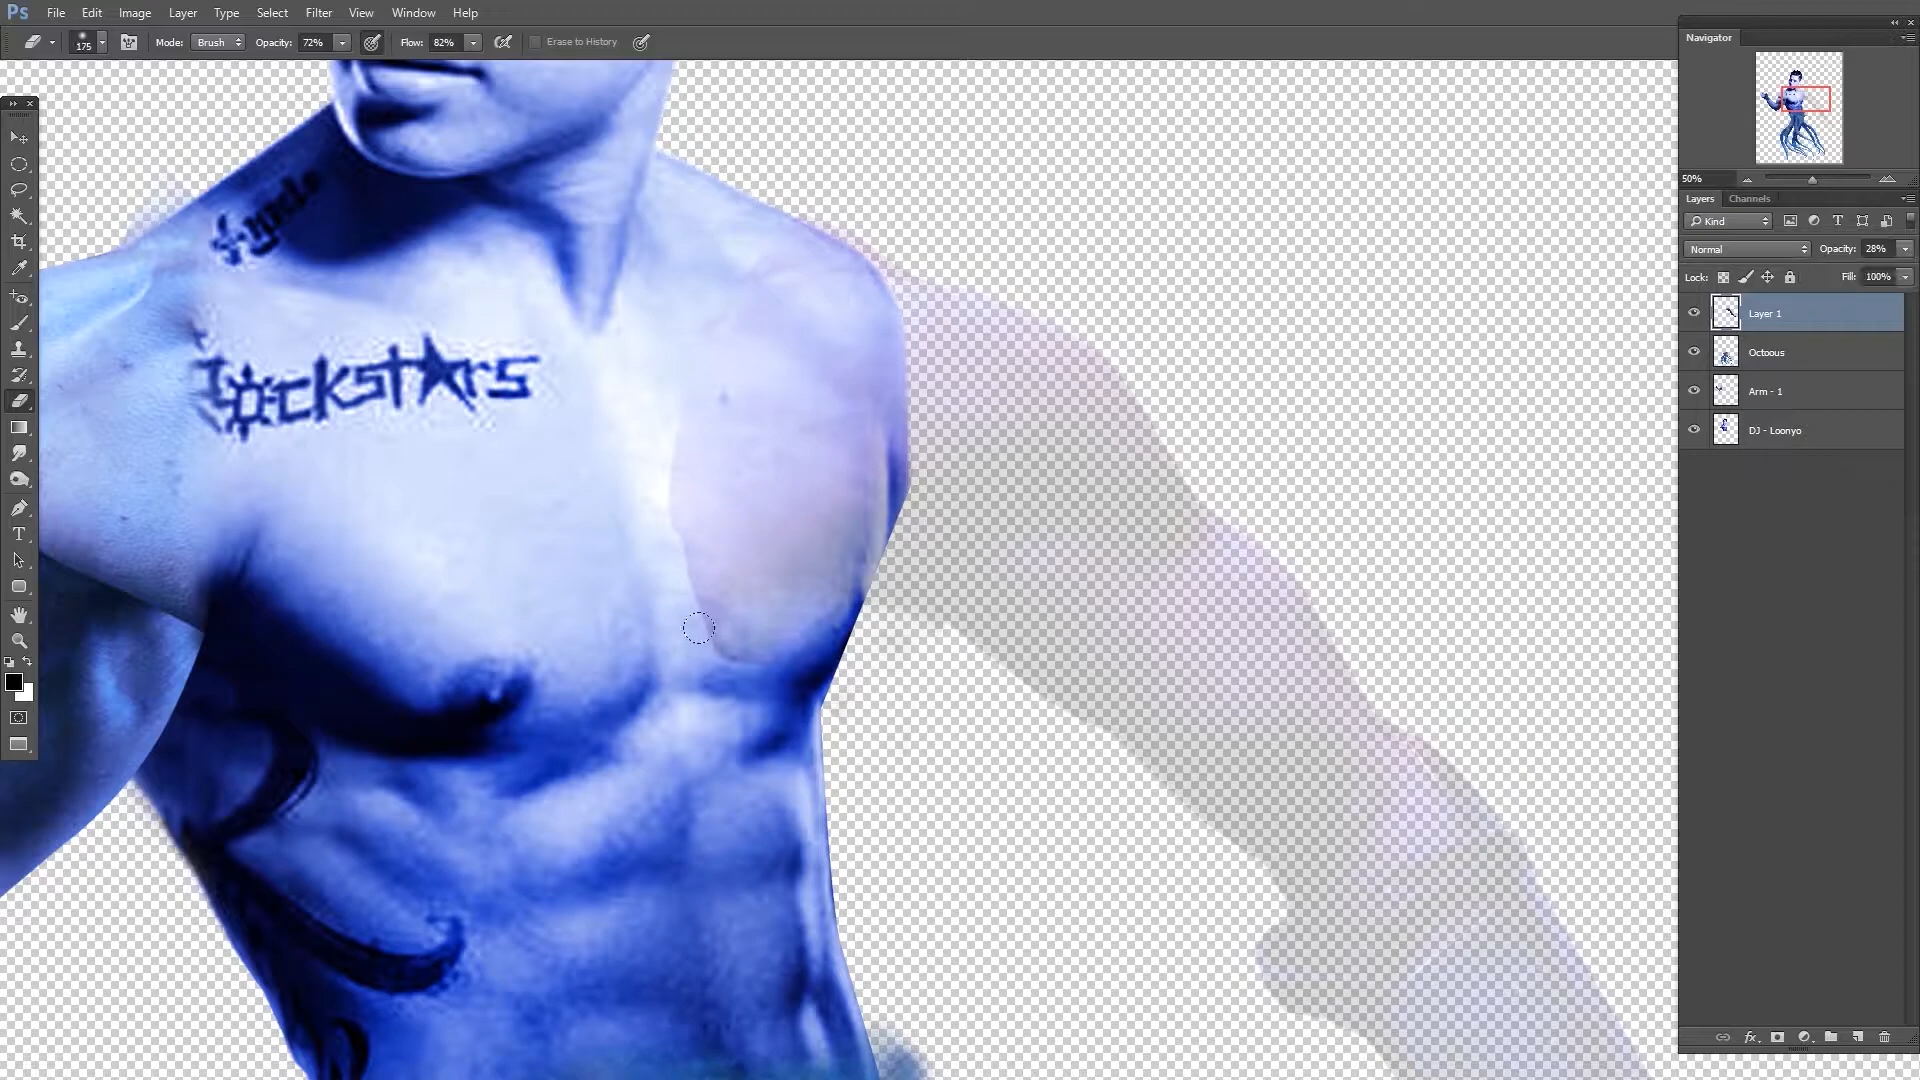 Ps File Edit Image Layer Type Select Filter View Window Help
175 Mode: Brush Opacity: 72% Flow: 82% Erase to History
Navigator
50%
Layers Channels
Kind
Normal Opacity: 28%
Lock: Fill: 100%
Layer 1
Octoous
Arm - 1
DJ - Loonyo
Rockstars